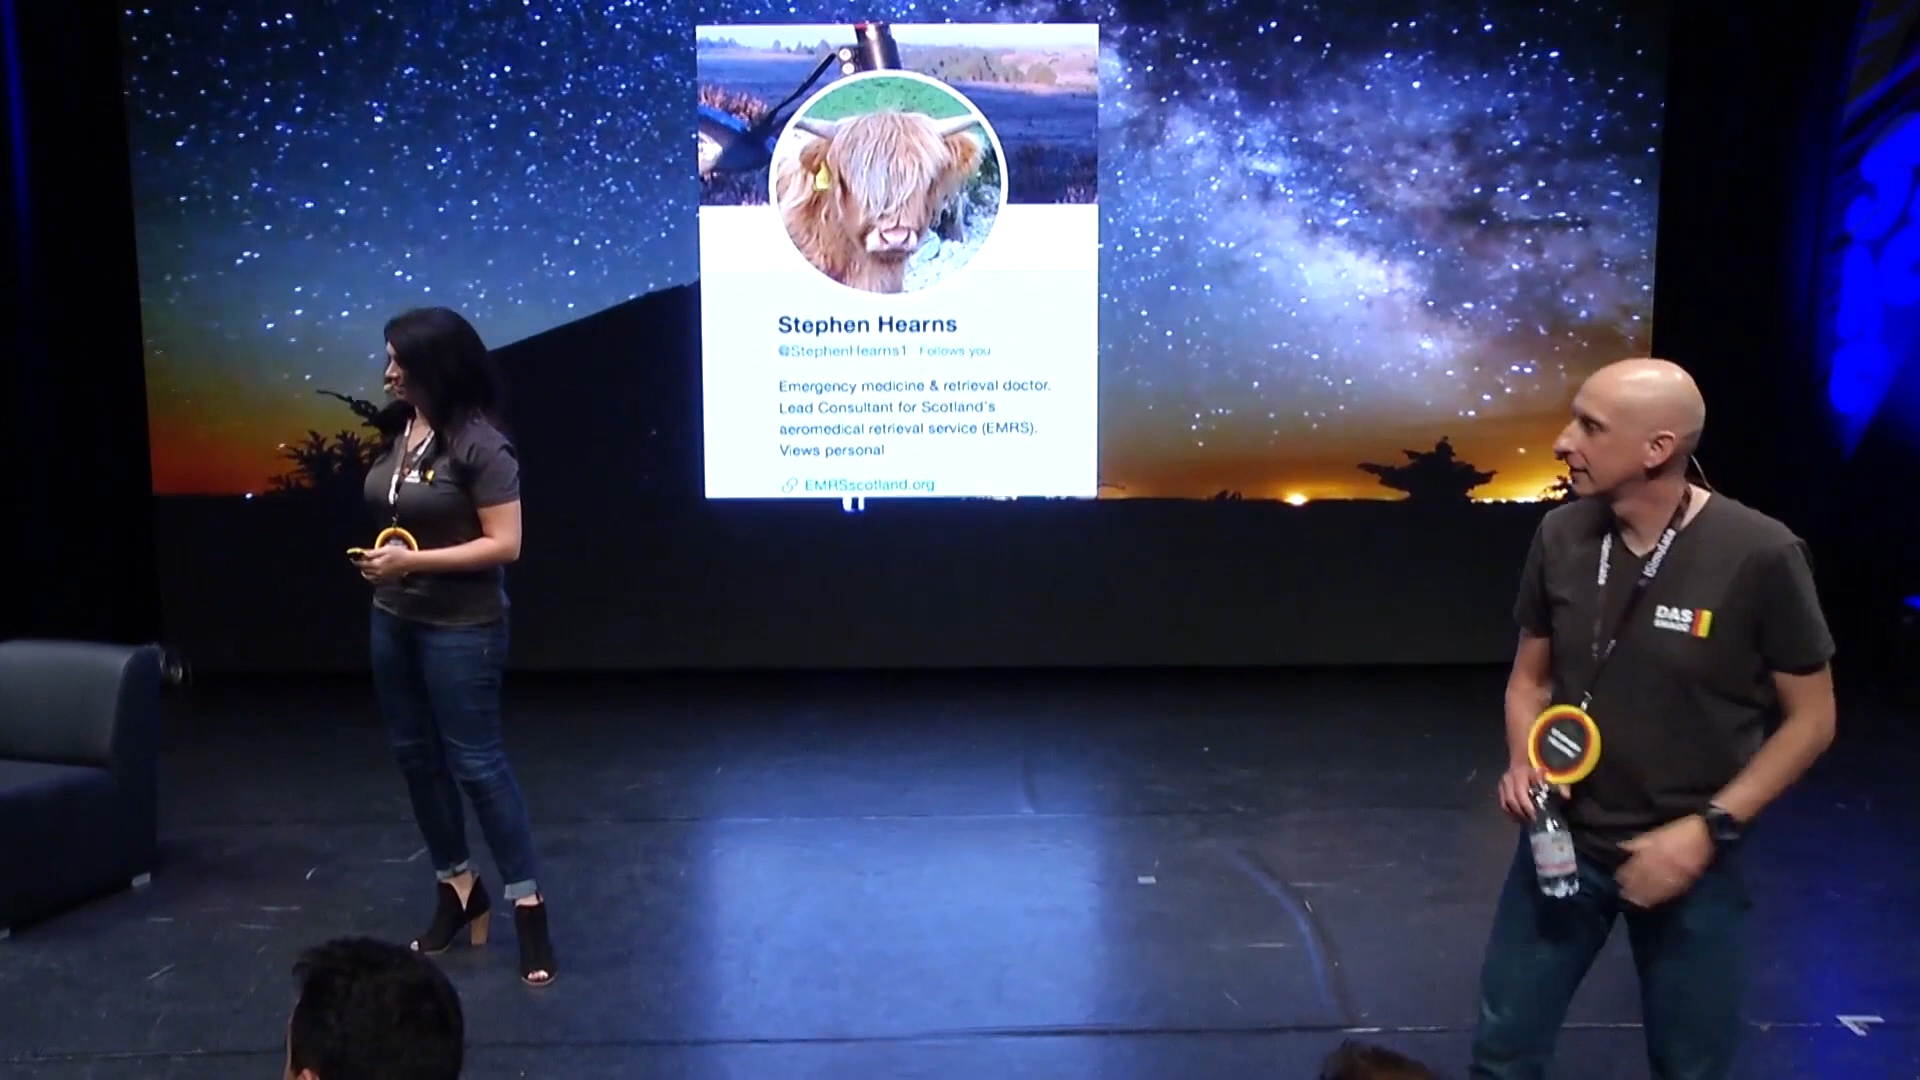 Stephen Hearns
@StephenHearns1 Follows you
Emergency medicine & retrieval doctor.
Lead Consultant for Scotland's
aeromedical retrieval service (EMRS).
Views personal
EMRSscotland.org
DAS
SMACC